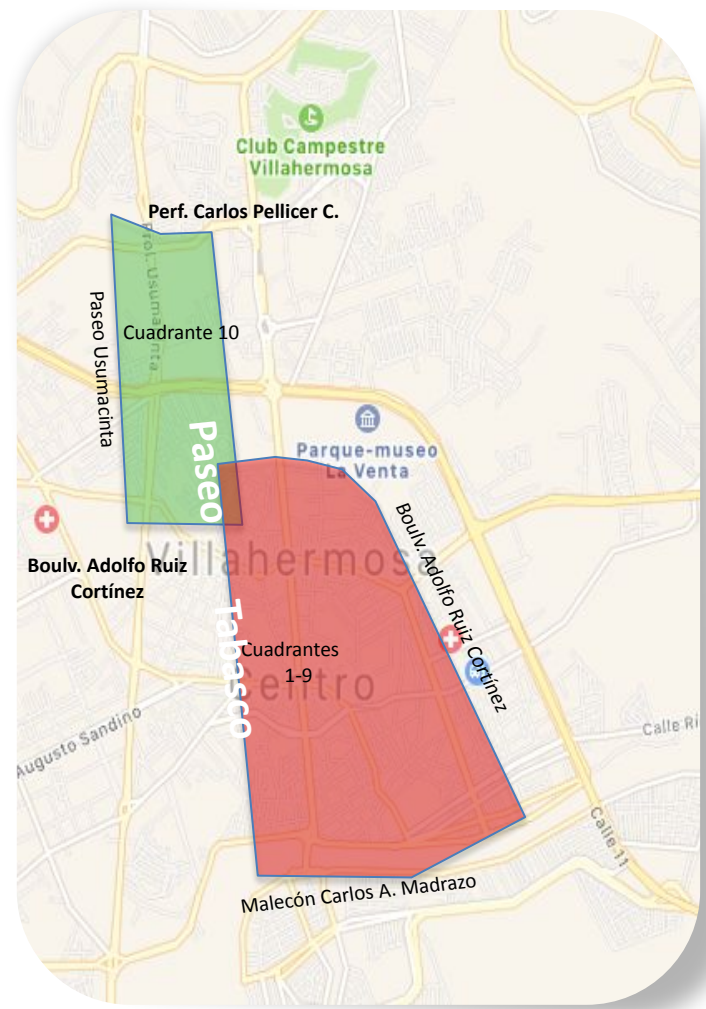 Club Campestre
Villahermosa
Perf. Carlos Pellicer C.
Prol. Usumacinta
Paseo Usumacinta
Cuadrante 10
Paseo
Parque-museo
La Venta
Boulv. Adolfo Ruiz
Cortínez
Villahermosa
Boulv. Adolfo Ruiz Cortínez
Tabasco
Cuadrantes
1-9
Centro
Augusto Sandino
Calle Ri
Calle 11
Malecón Carlos A. Madrazo